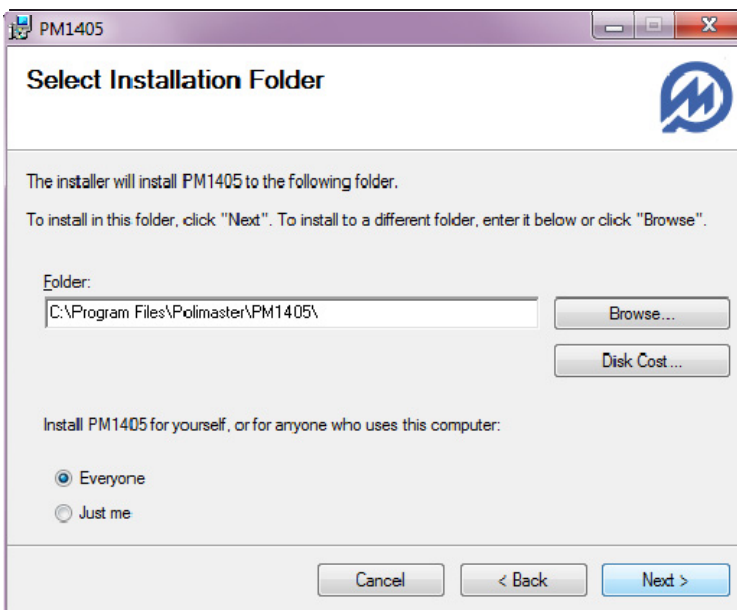 PM1405
Select Installation Folder
The installer will install PM1405 to the following folder.
To install in this folder, click "Next". To install to a different folder, enter it below or click "Browse".
Folder:
C:\Program Files\Polimaster\PM1405\
Browse...
Disk Cost...
Install PM1405 for yourself, or for anyone who uses this computer:
Everyone
Just me
Cancel
< Back
Next >